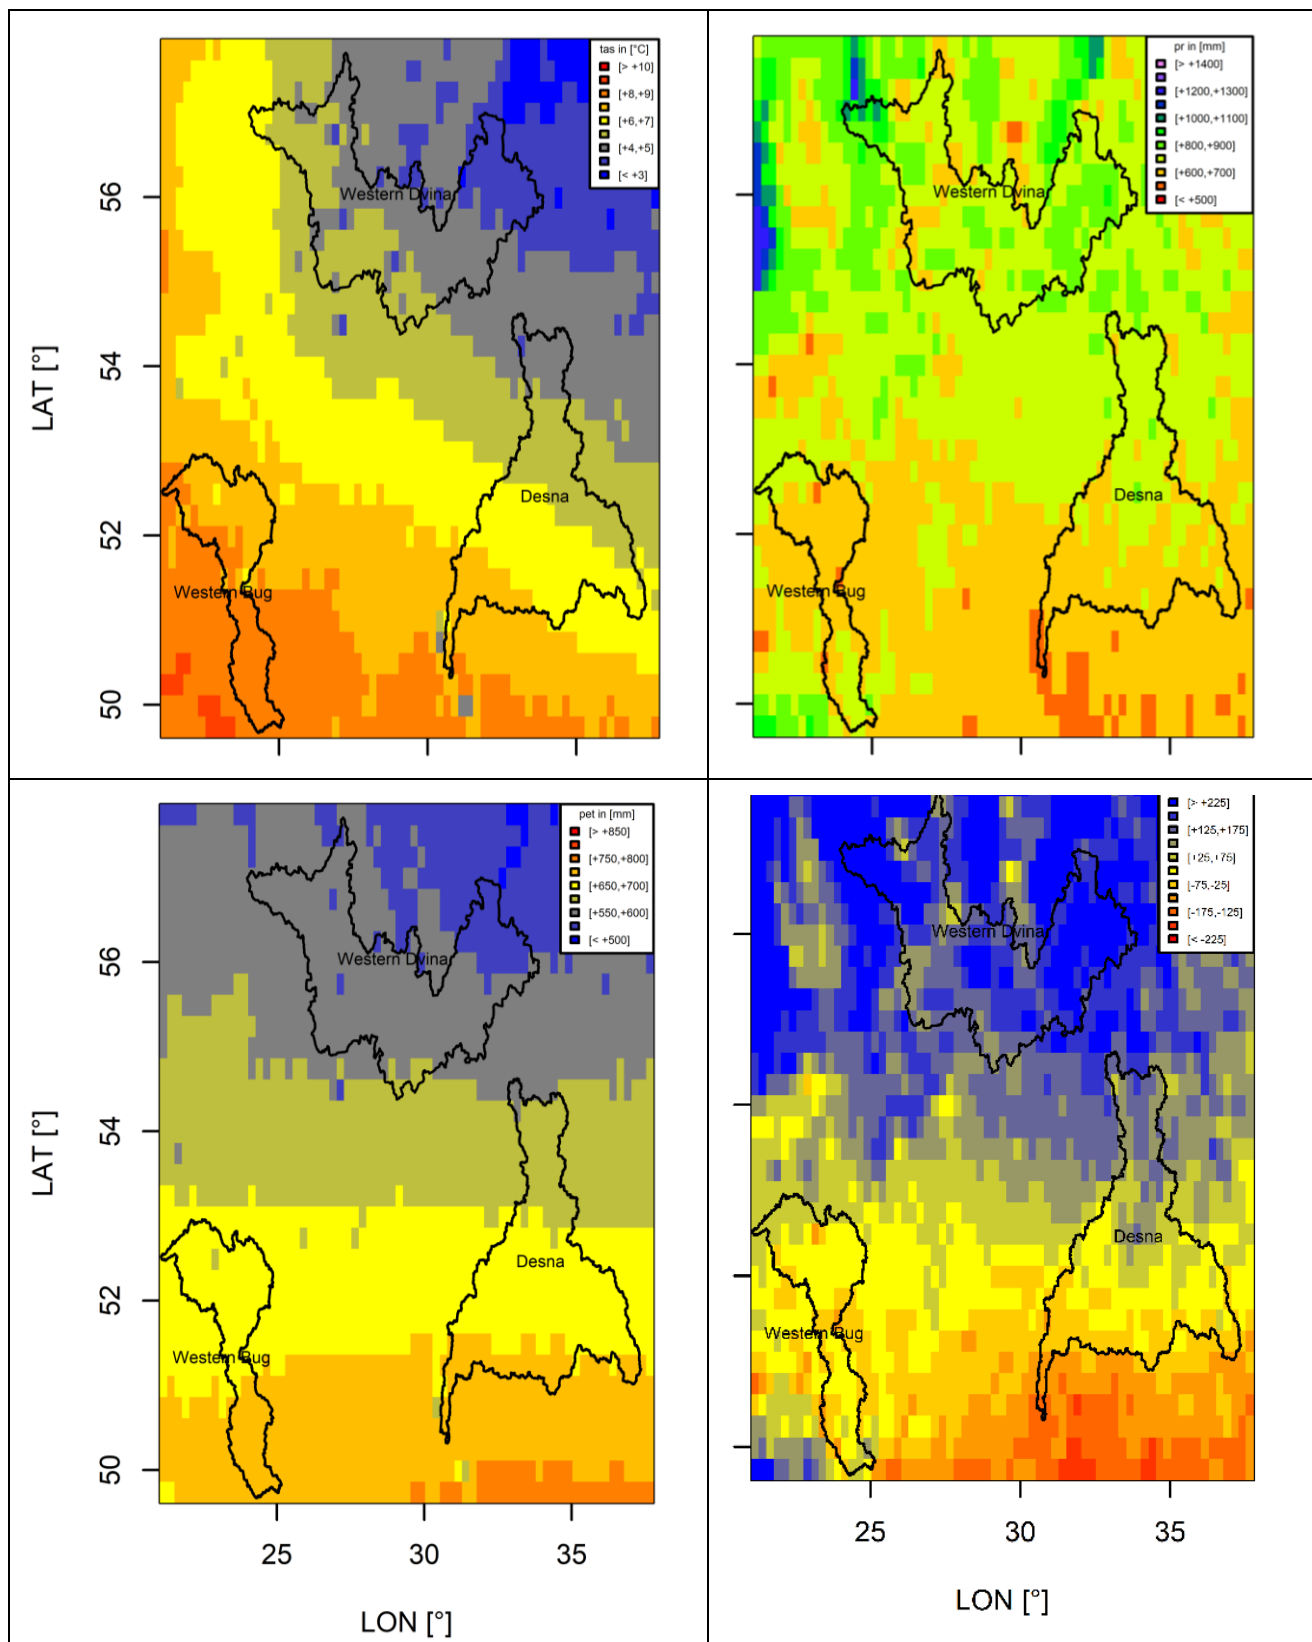 tas in [°C]
[> +10]
[+8,+9]
[+6,+7]
[+4,+5]
[< +3]
Western Dvina
Desna
Western Bug
LAT [°]
56
54
52
50
pr in [mm]
[> +1400]
[+1200,+1300]
[+1000,+1100]
[+800,+900]
[+600,+700]
[< +500]
Western Dvina
Desna
Western Bug
pet in [mm]
[> +850]
[+750,+800]
[+650,+700]
[+550,+600]
[< +500]
Western Dvina
Desna
Western Bug
LAT [°]
56
54
52
50
25 30 35
LON [°]
[> +225]
[+125,+175]
[+25,+75]
[-75,-25]
[-175,-125]
[< -225]
Western Dvina
Desna
Western Bug
25 30 35
LON [°]